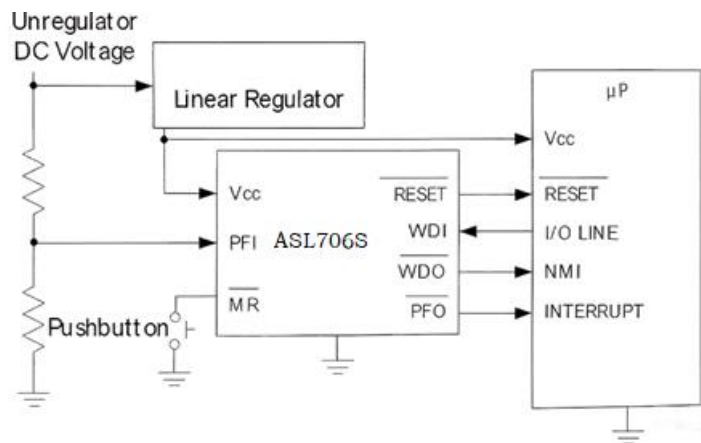 Unregulator
DC Voltage
Linear Regulator
μP
Vcc
Vcc
RESET
RESET
PFI
ASL706S
WDI
I/O LINE
WDO
NMI
MR
PFO
INTERRUPT
Pushbutton